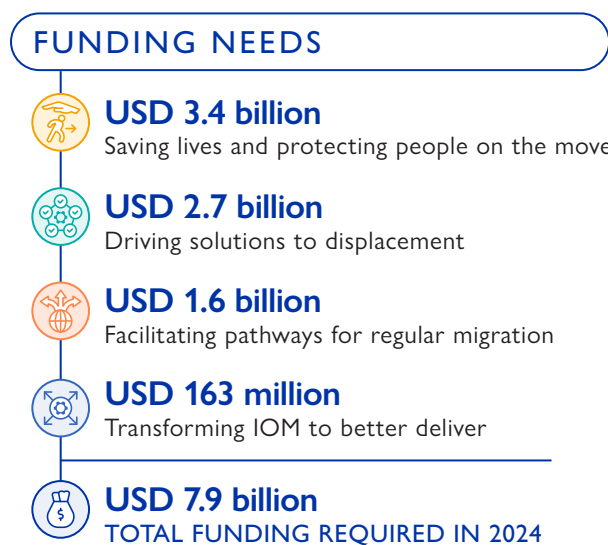 FUNDING NEEDS
USD 3.4 billion
Saving lives and protecting people on the move
USD 2.7 billion
Driving solutions to displacement
USD 1.6 billion
Facilitating pathways for regular migration
USD 163 million
Transforming IOM to better deliver
$
USD 7.9 billion
TOTAL FUNDING REQUIRED IN 2024